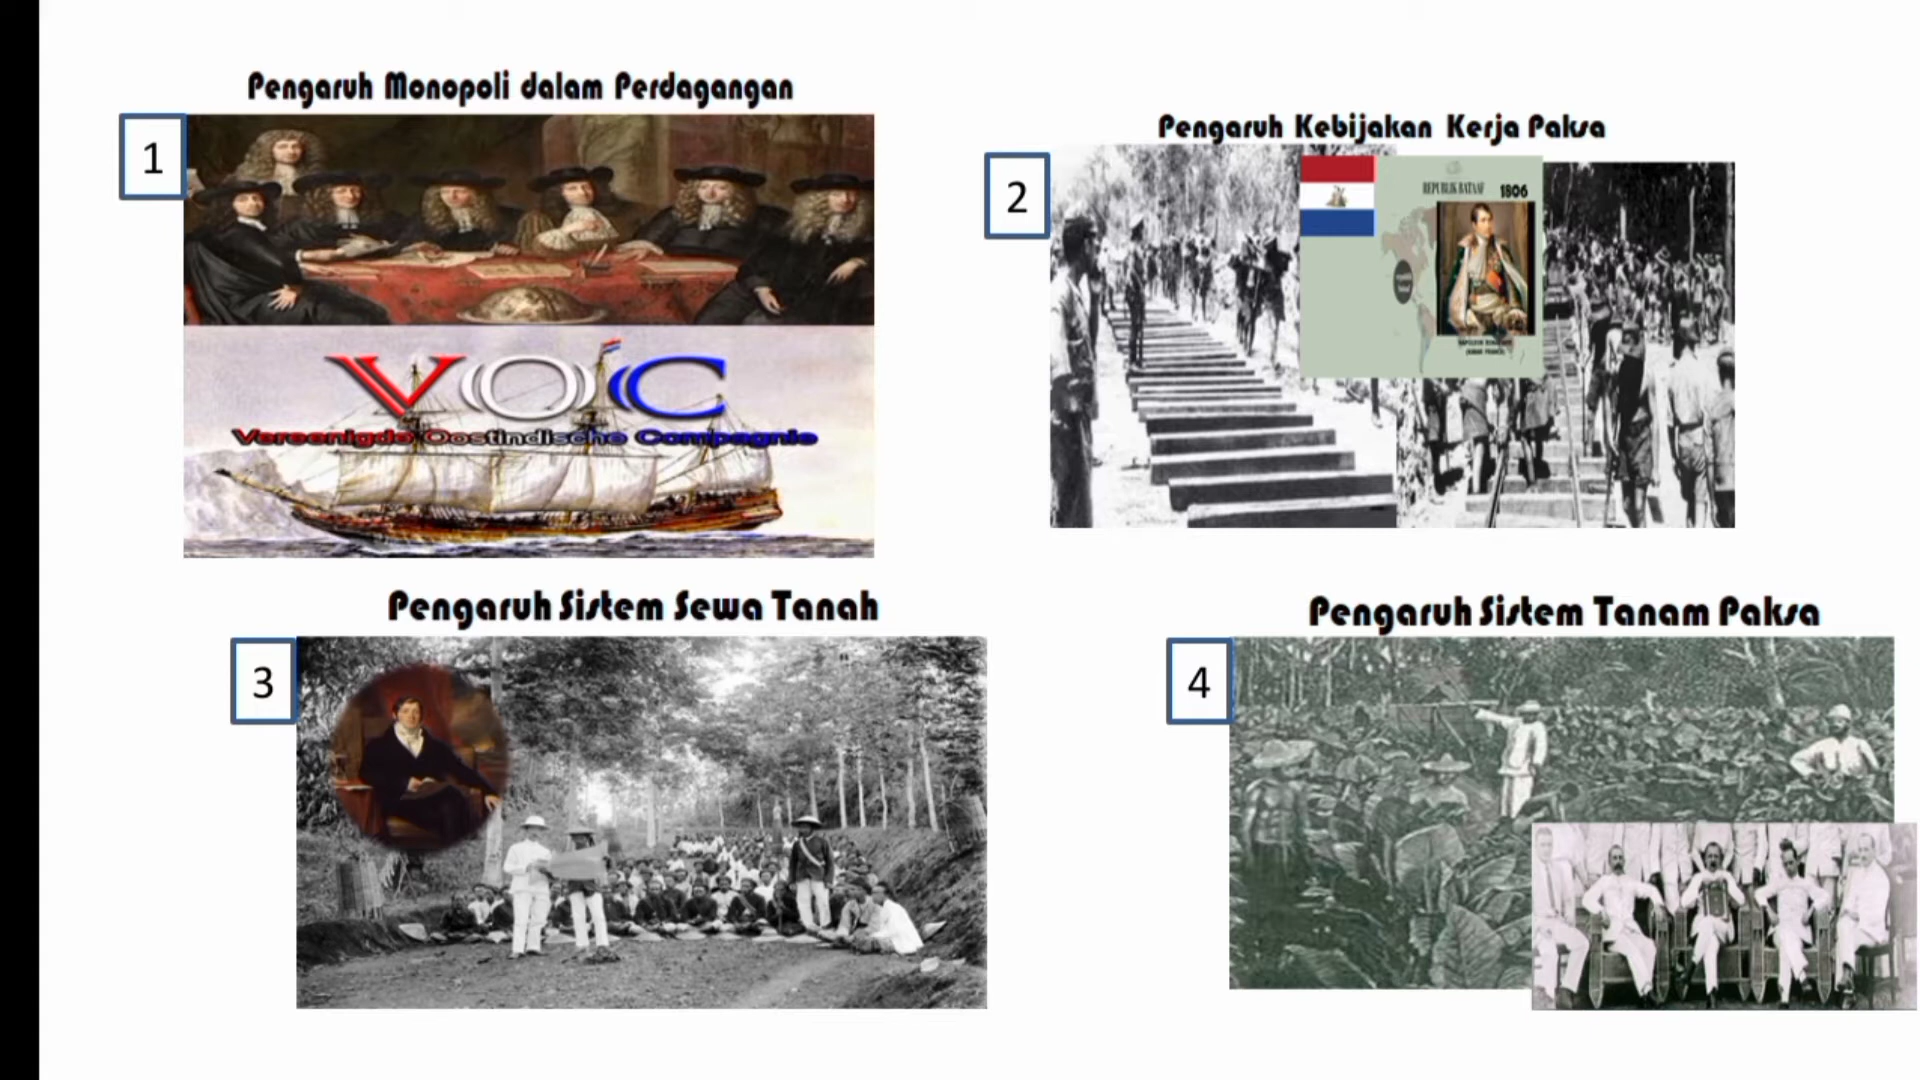 Pengaruh Monopoli dalam Perdagangan
1
VOC
Vereenigde Oostindische Compagnie
Pengaruh Kebijakan Kerja Paksa
2
REPUBLIK BATAAF
1806
Pengaruh Sistem Sewa Tanah
3
Pengaruh Sistem Tanam Paksa
4